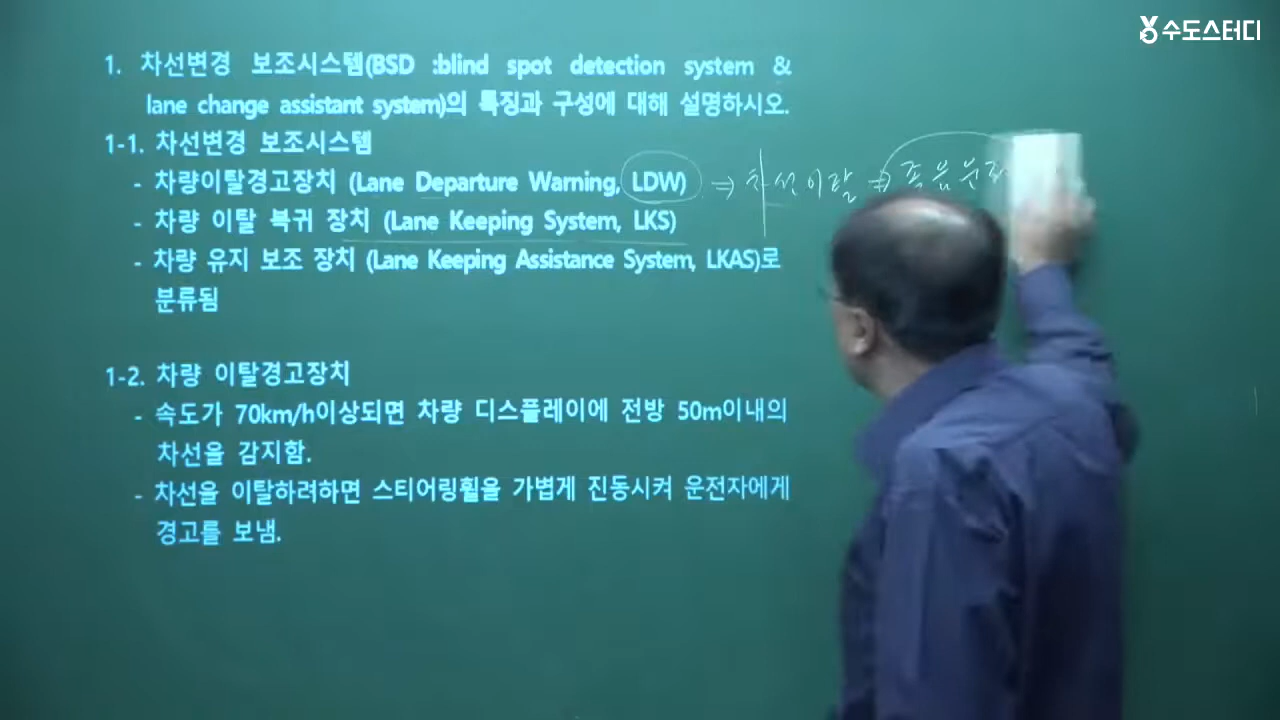 수도스터디
1. 차선변경 보조시스템(BSD :blind spot detection system &
lane change assistant system)의 특징과 구성에 대해 설명하시오.
1-1. 차선변경 보조시스템
- 차량이탈경고장치 (Lane Departure Warning, LDW) ⇒ 차선이탈 ⇒ 졸음운전
- 차량 이탈 복귀 장치 (Lane Keeping System, LKS)
- 차량 유지 보조 장치 (Lane Keeping Assistance System, LKAS)로
분류됨
1-2. 차량 이탈경고장치
- 속도가 70km/h이상되면 차량 디스플레이에 전방 50m이내의
차선을 감지함.
- 차선을 이탈하려하면 스티어링휠을 가볍게 진동시켜 운전자에게
경고를 보냄.